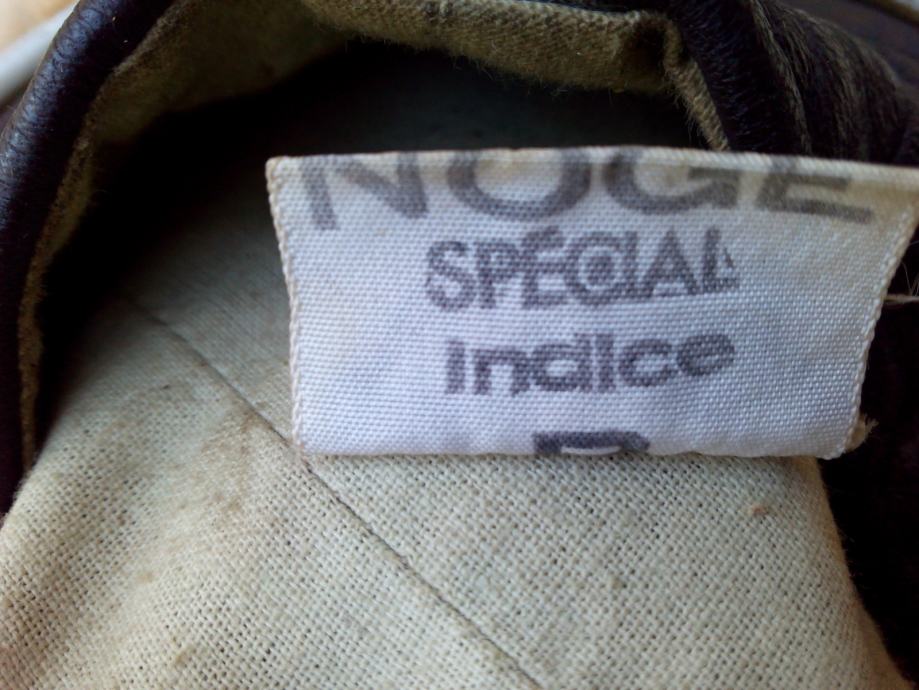 NOGE
SPÉCIAL
indice